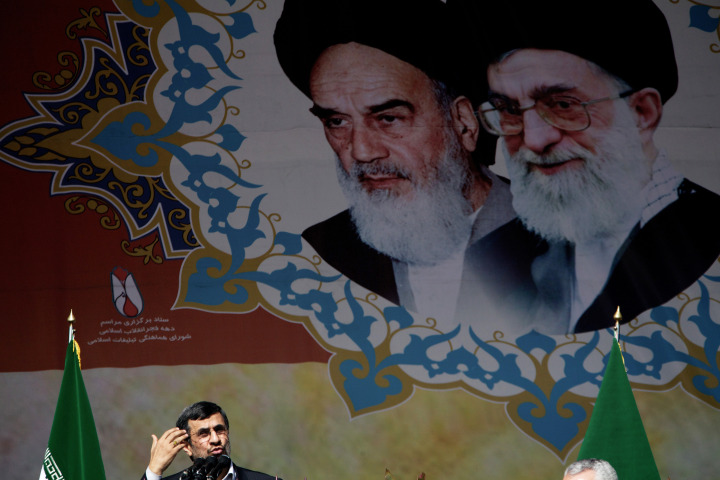 ستاد برگزاری مراسم
دهه فجر انقلاب اسلامی
شورای هماهنگی تبلیغات اسلامی